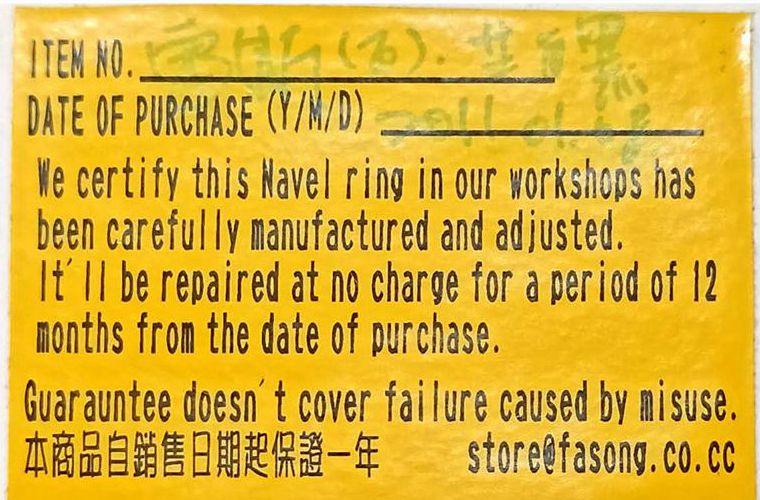 ITEM NO. (石).
DATE OF PURCHASE (Y/M/D) 2011.01.
We certify this Navel ring in our workshops has
been carefully manufactured and adjusted.
It'll be repaired at no charge for a period of 12
months from the date of purchase.
Guarauntee doesn't cover failure caused by misuse.
本商品自銷售日期起保證一年 store@fasong.co.cc